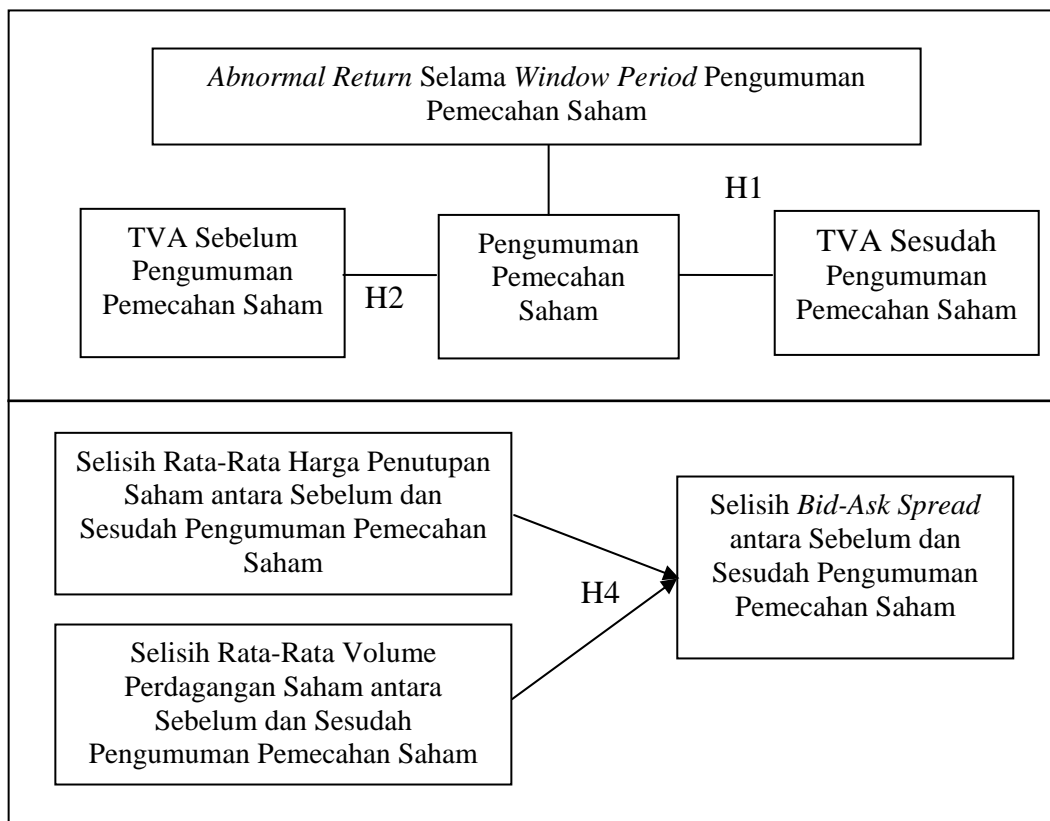 Abnormal Return Selama Window Period Pengumuman
Pemecahan Saham
H1
TVA Sebelum
Pengumuman
Pemecahan Saham
H2
Pengumuman
Pemecahan
Saham
TVA Sesudah
Pengumuman
Pemecahan Saham
Selisih Rata-Rata Harga Penutupan
Saham antara Sebelum dan
Sesudah Pengumuman Pemecahan
Saham
Selisih Bid-Ask Spread
antara Sebelum dan
Sesudah Pengumuman
Pemecahan Saham
H4
Selisih Rata-Rata Volume
Perdagangan Saham antara
Sebelum dan Sesudah
Pengumuman Pemecahan Saham